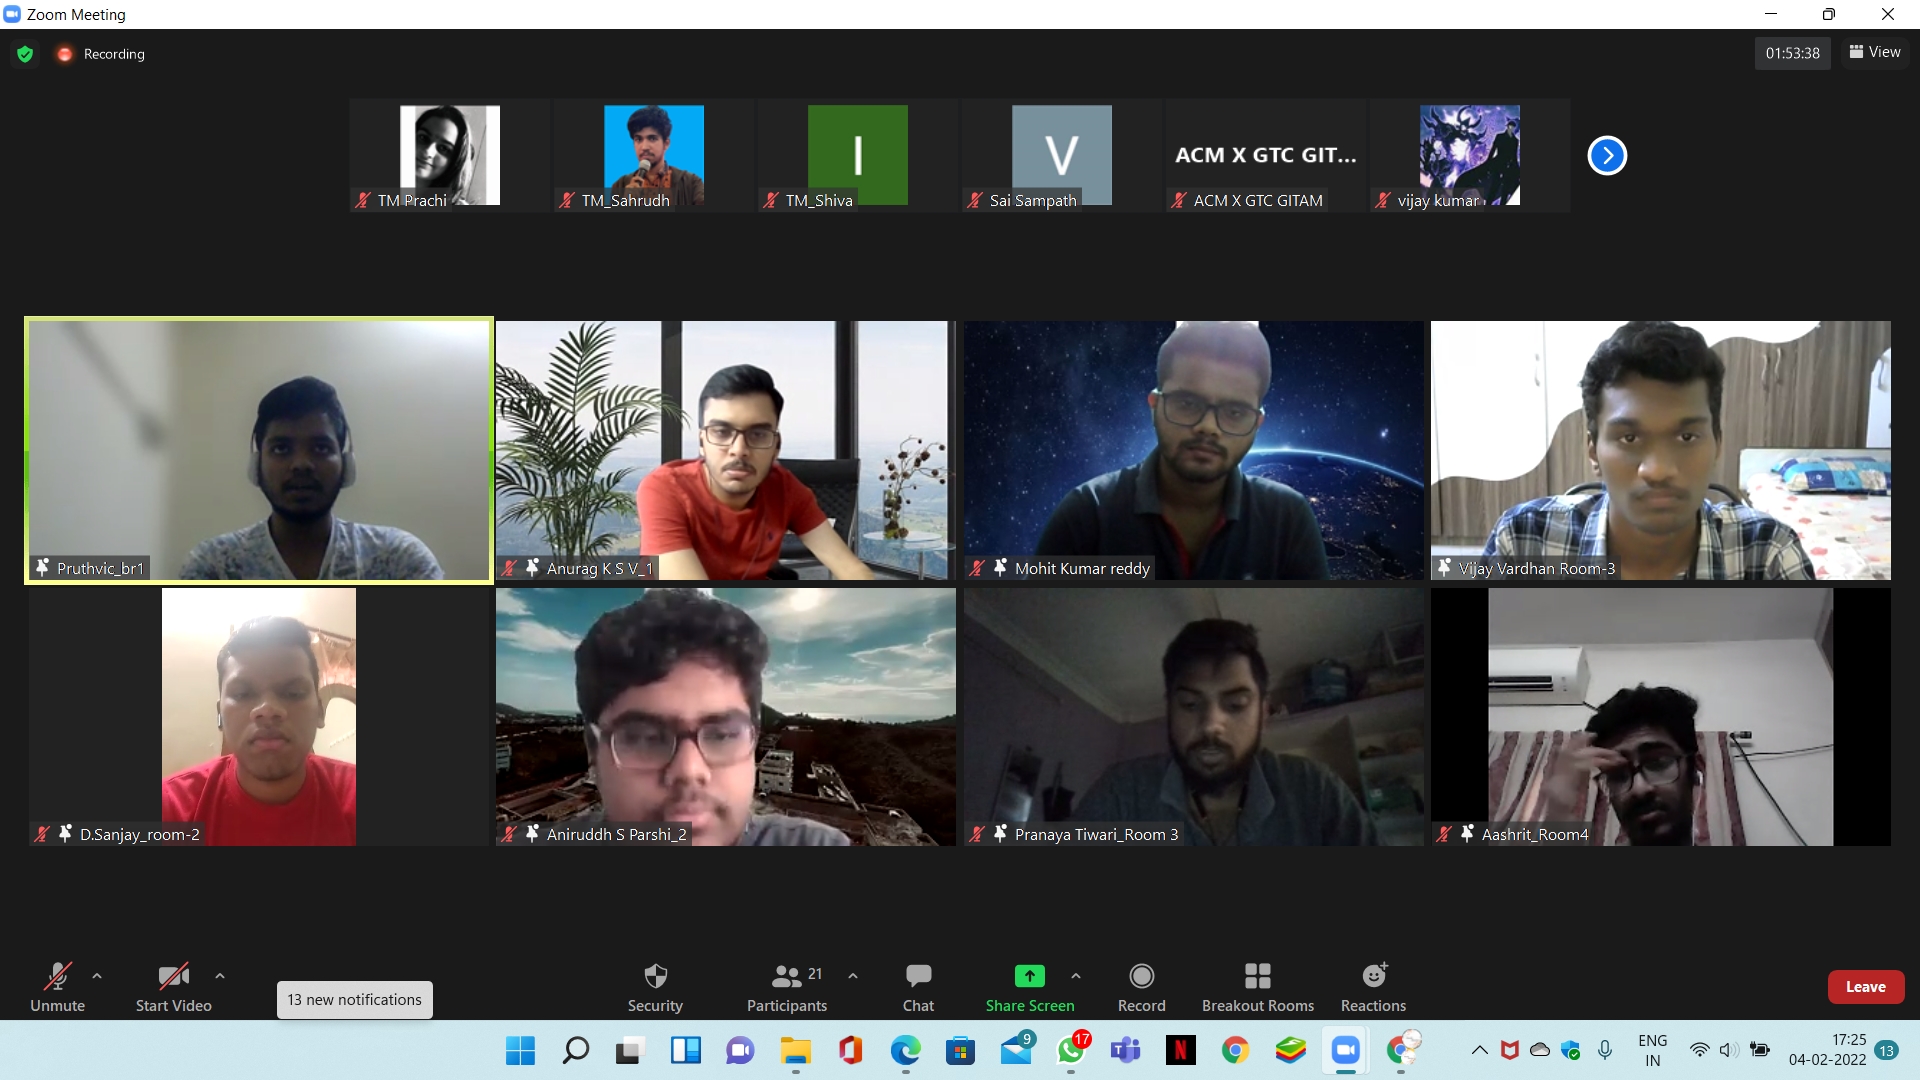 Zoom Meeting
Recording
01:53:38
View
I
V
ACM X GTC GIT...
TM Prachi
TM_Sahrudh
TM_Shiva
Sai Sampath
ACM X GTC GITAM
vijay kumar
Pruthvic_br1
Anurag K S V_1
Mohit Kumar reddy
Vijay Vardhan Room-3
D.Sanjay_room-2
Aniruddh S Parshi_2
Pranaya Tiwari_Room 3
Aashrit_Room4
21
Unmute
Start Video
13 new notifications
Security
Participants
Chat
Share Screen
Record
Breakout Rooms
Reactions
Leave
9
17
T
N
ENG
IN
17:25
04-02-2022
13